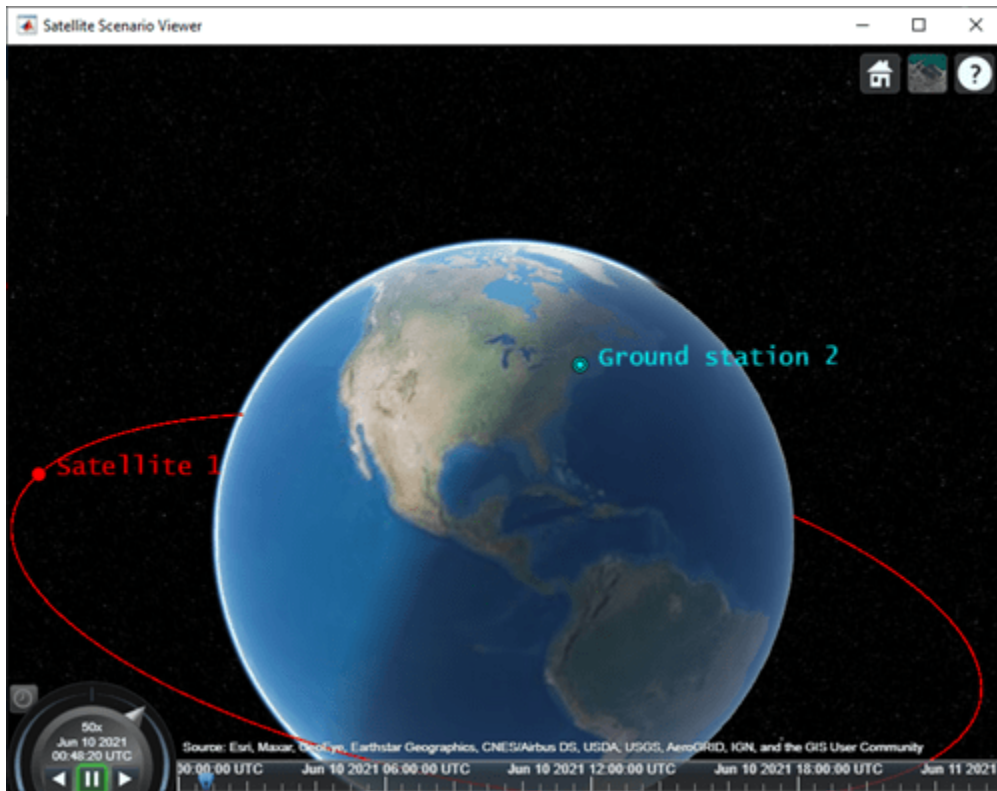 Satellite Scenario Viewer
?
Ground station 2
Satellite 1
50x
Jun 10 2021
00:48:20 UTC
Source: Esri, Maxar, GeoEye, Earthstar Geographics, CNES/Airbus DS, USDA, USGS, AeroGRID, IGN, and the GIS User Community
00:00:00 UTC Jun 10 2021 06:00:00 UTC Jun 10 2021 12:00:00 UTC Jun 10 2021 18:00:00 UTC Jun 11 2021